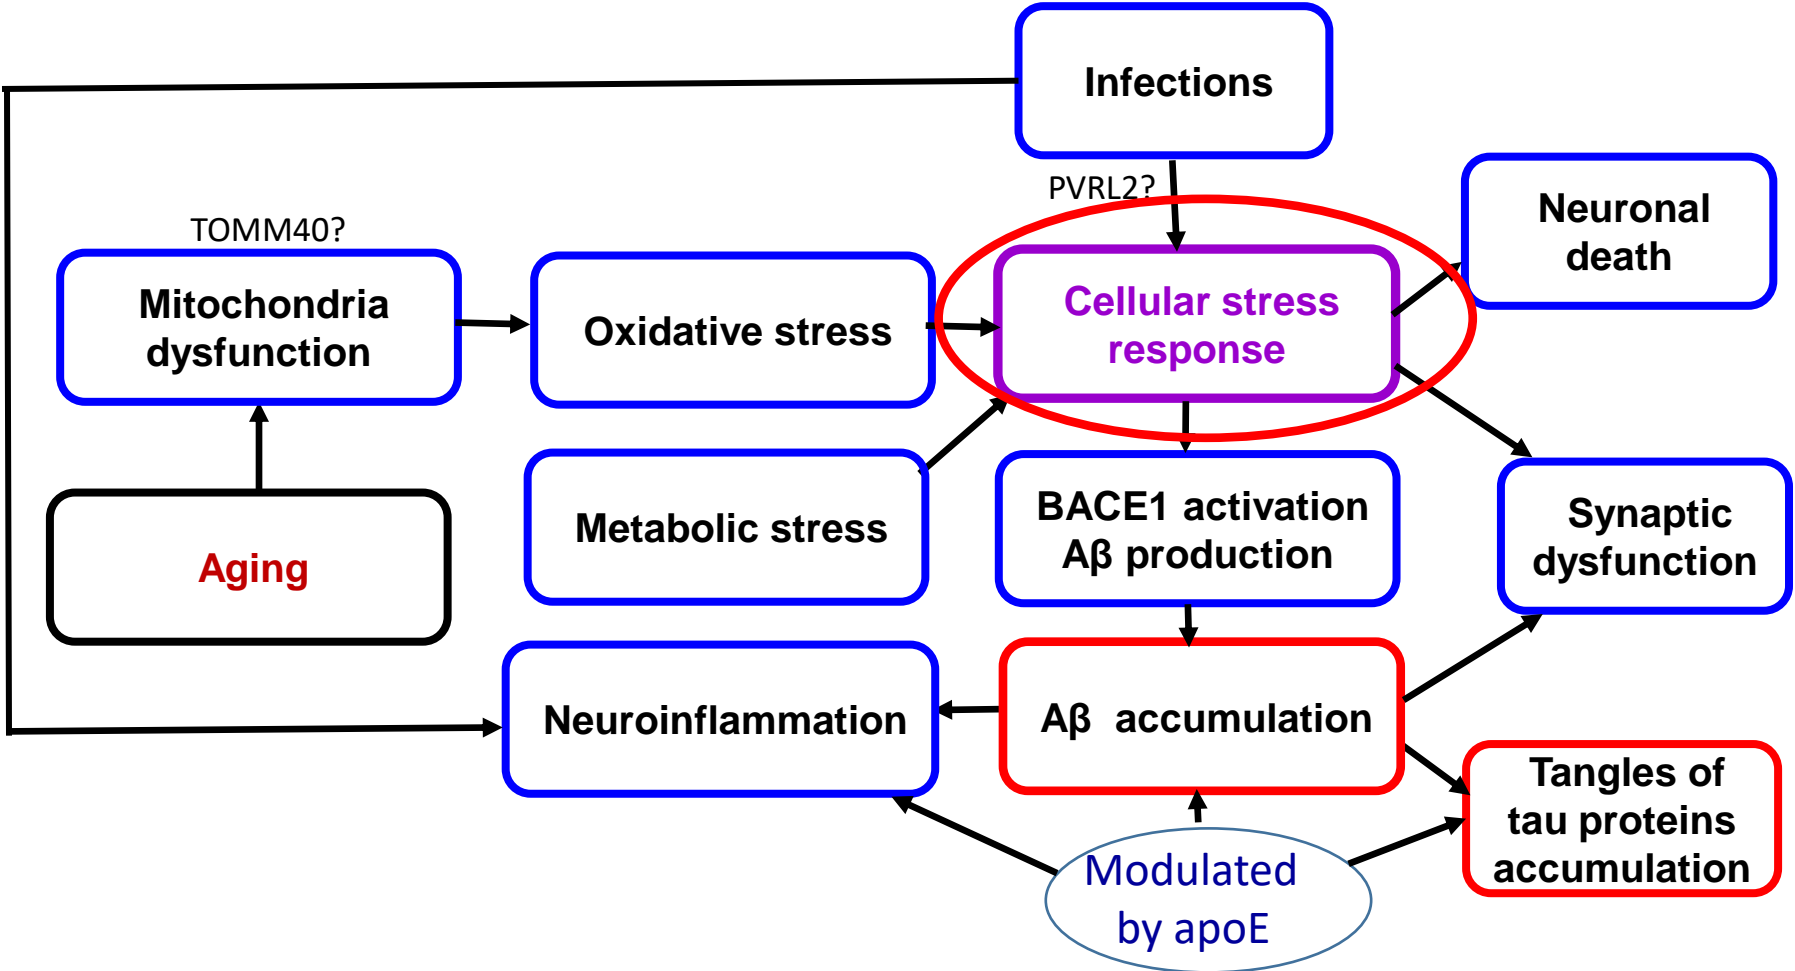 Infections
PVRL2?
Neuronal
death
TOMM40?
Mitochondria
dysfunction
Oxidative stress
Cellular stress
response
Metabolic stress
BACE1 activation
Aβ production
Synaptic
dysfunction
Aging
Neuroinflammation
Aβ accumulation
Tangles of
tau proteins
accumulation
Modulated
by apoE